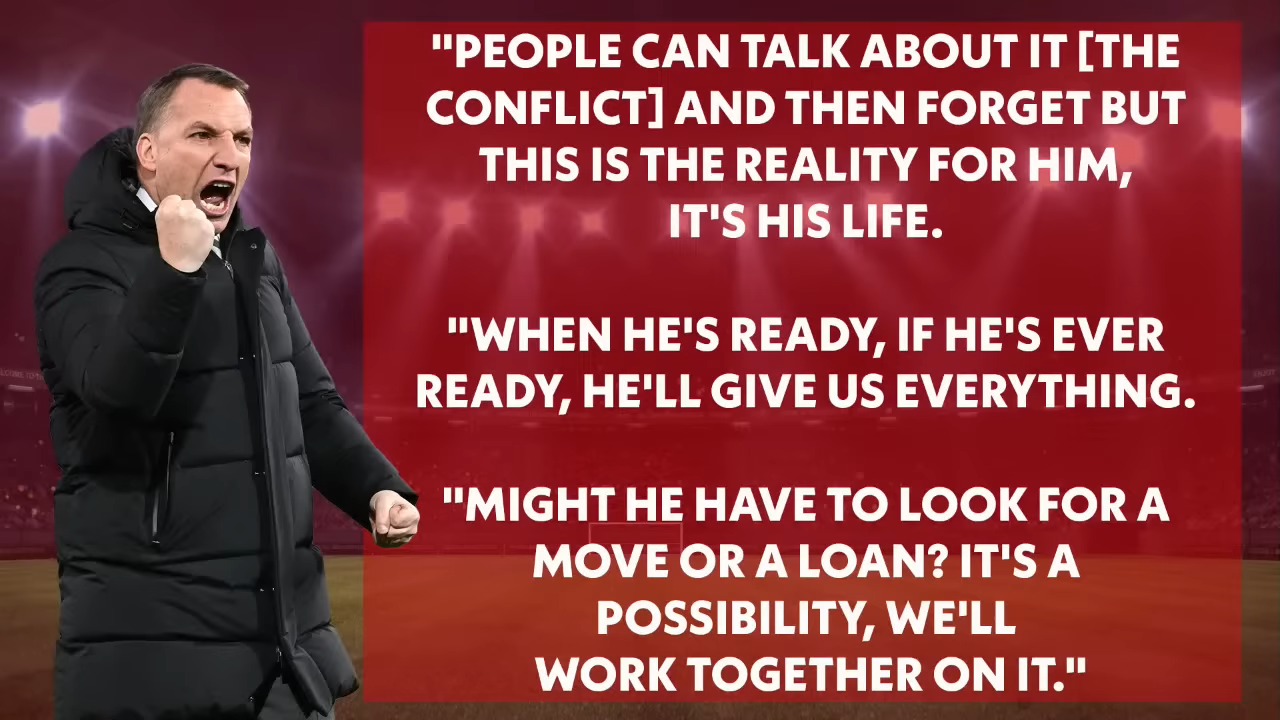 "PEOPLE CAN TALK ABOUT IT [THE
CONFLICT] AND THEN FORGET BUT
THIS IS THE REALITY FOR HIM,
IT'S HIS LIFE.
"WHEN HE'S READY, IF HE'S EVER
READY, HE'LL GIVE US EVERYTHING.
"MIGHT HE HAVE TO LOOK FOR A
MOVE OR A LOAN? IT'S A
POSSIBILITY, WE'LL
WORK TOGETHER ON IT."